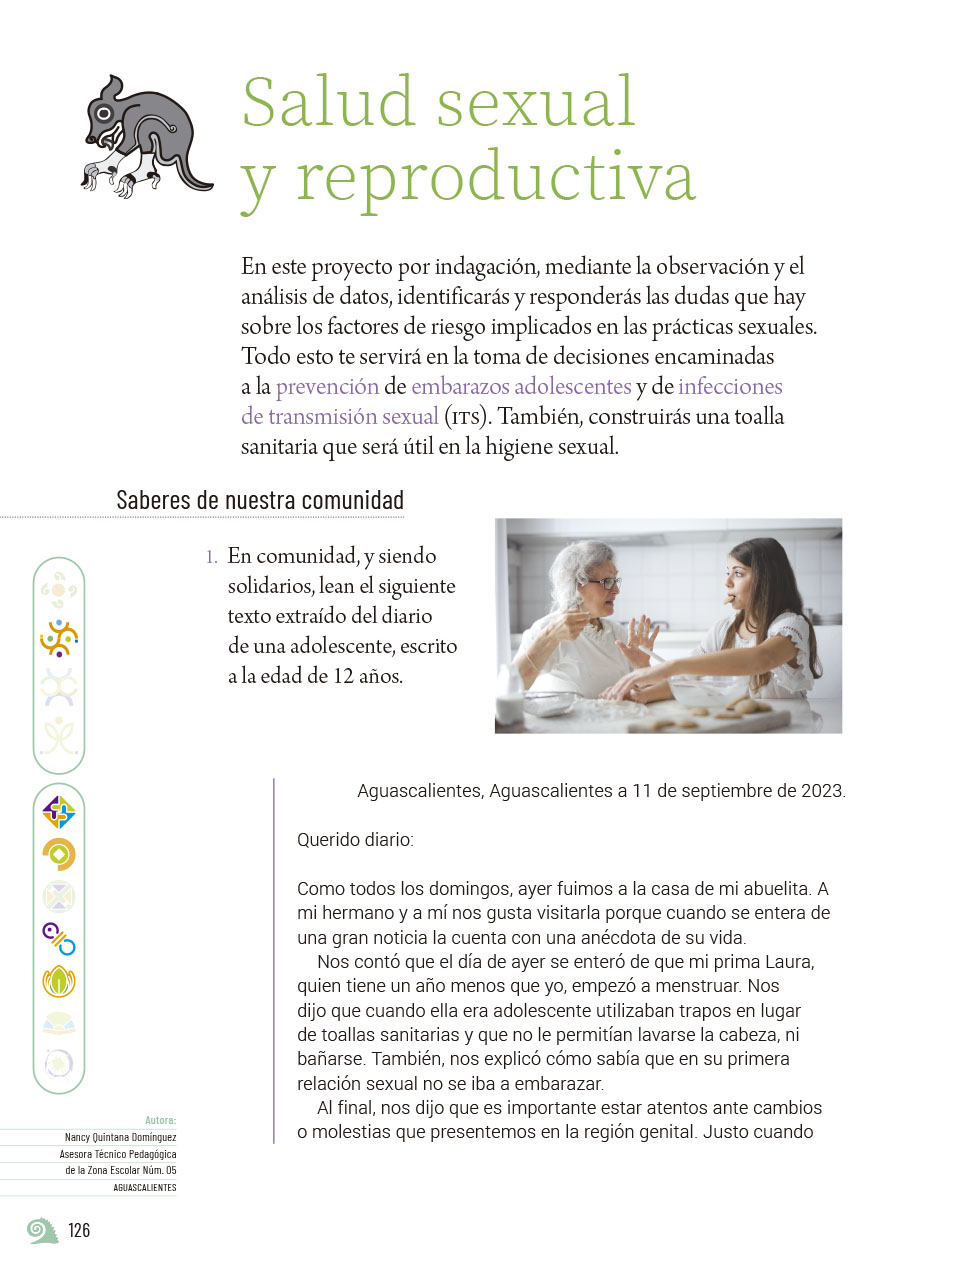 Salud sexual
y reproductiva
En este proyecto por indagación, mediante la observación y el
análisis de datos, identificarás y responderás las dudas que hay
sobre los factores de riesgo implicados en las prácticas sexuales.
Todo esto te servirá en la toma de decisiones encaminadas
a la prevención de embarazos adolescentes y de infecciones
de transmisión sexual (ITS). También, construirás una toalla
sanitaria que será útil en la higiene sexual.
Saberes de nuestra comunidad
1. En comunidad, y siendo
solidarios, lean el siguiente
texto extraído del diario
de una adolescente, escrito
a la edad de 12 años.
Aguascalientes, Aguascalientes a 11 de septiembre de 2023.
Querido diario:
Como todos los domingos, ayer fuimos a la casa de mi abuelita. A
mi hermano y a mí nos gusta visitarla porque cuando se entera de
una gran noticia la cuenta con una anécdota de su vida.
Nos contó que el día de ayer se enteró de que mi prima Laura,
quien tiene un año menos que yo, empezó a menstruar. Nos
dijo que cuando ella era adolescente utilizaban trapos en lugar
de toallas sanitarias y que no le permitían lavarse la cabeza, ni
bañarse. También, nos explicó cómo sabía que en su primera
relación sexual no se iba a embarazar.
Al final, nos dijo que es importante estar atentos ante cambios
o molestias que presentemos en la región genital. Justo cuando
Autora:
Nancy Quintana Domínguez
Asesora Técnico Pedagógica
de la Zona Escolar Núm. 05
AGUASCALIENTES
126